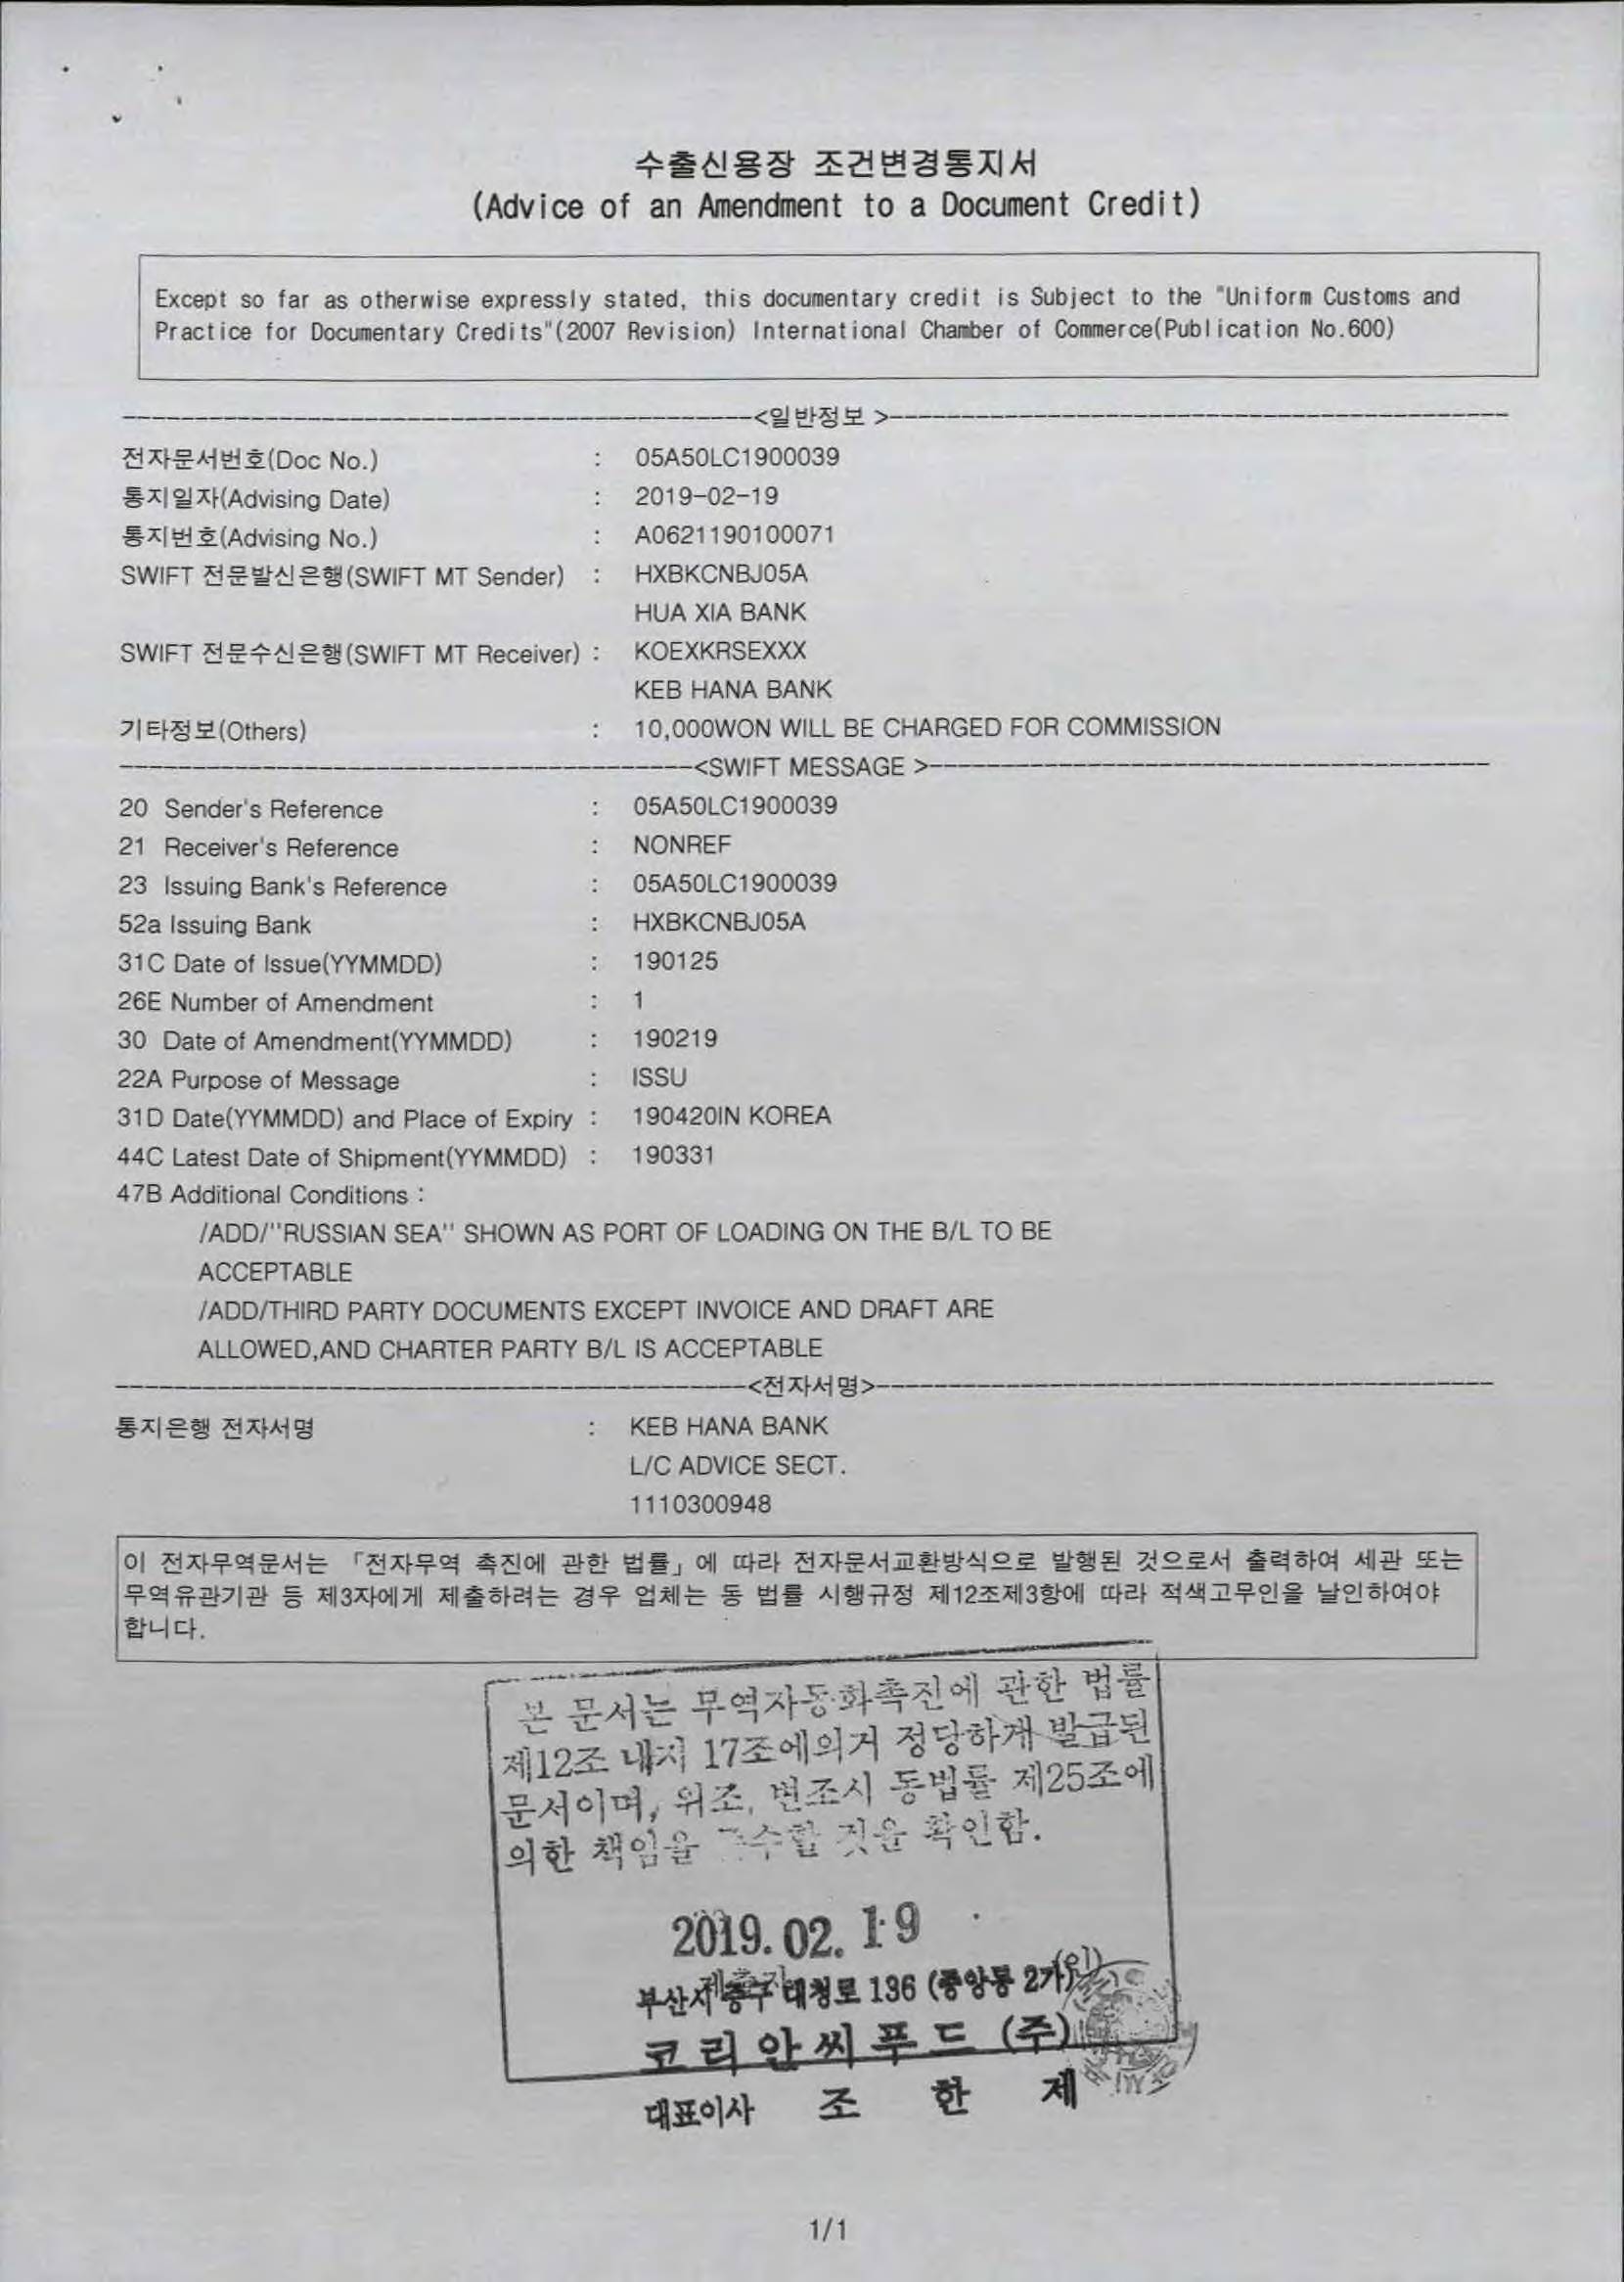 수출신용장 조건변경통지서
(Advice of an Amendment to a Document Credit)
Except so far as otherwise expressly stated, this documentary credit is Subject to the "Uniform Customs and
Practice for Documentary Credits"(2007 Revision) International Chamber of Commerce(Publication No.600)
<일반정보 >
전자문서번호(Doc No.) : 05A50LC1900039
통지일자(Advising Date) : 2019-02-19
통지번호(Advising No.) : A0621190100071
SWIFT 전문발신은행(SWIFT MT Sender) : HXBKCNBJ05A
HUA XIA BANK
SWIFT 전문수신은행(SWIFT MT Receiver) : KOEXKRSEXXX
KEB HANA BANK
기타정보(Others) : 10,000WON WILL BE CHARGED FOR COMMISSION
<SWIFT MESSAGE >
20 Sender's Reference : 05A50LC1900039
21 Receiver's Reference : NONREF
23 Issuing Bank's Reference : 05A50LC1900039
52a Issuing Bank : HXBKCNBJ05A
31C Date of Issue(YYMMDD) : 190125
26E Number of Amendment : 1
30 Date of Amendment(YYMMDD) : 190219
22A Purpose of Message : ISSU
31D Date(YYMMDD) and Place of Expiry : 190420IN KOREA
44C Latest Date of Shipment(YYMMDD) : 190331
47B Additional Conditions :
/ADD/''RUSSIAN SEA'' SHOWN AS PORT OF LOADING ON THE B/L TO BE
ACCEPTABLE
/ADD/THIRD PARTY DOCUMENTS EXCEPT INVOICE AND DRAFT ARE
ALLOWED,AND CHARTER PARTY B/L IS ACCEPTABLE
<전자서명>
통지은행 전자서명 : KEB HANA BANK
L/C ADVICE SECT.
1110300948
이 전자무역문서는 「전자무역 촉진에 관한 법률」에 따라 전자문서교환방식으로 발행된 것으로서 출력하여 세관 또는
무역유관기관 등 제3자에게 제출하려는 경우 업체는 동 법률 시행규정 제12조제3항에 따라 적색고무인을 날인하여야
합니다.
본 문서는 무역자동화촉진에 관한 법률
제12조 내지 17조에의거 정당하게 발급된
문서이며, 위조, 변조시 동법률 제25조에
의한 책임을 것을 확인함.
2019. 02. 19
부산시 중구 대청로 136 (중앙동 2가) (인)
코리안씨푸드 (주)
대표이사 조 한 제
1/1